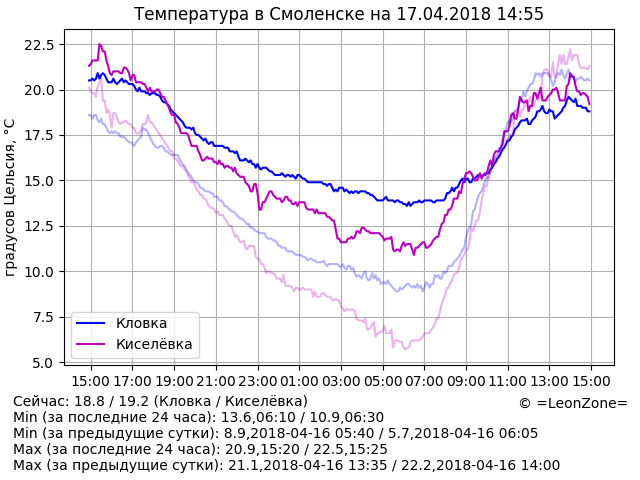 Температура в Смоленске на 17.04.2018 14:55
градусов Цельсия, °C
22.5
20.0
17.5
15.0
12.5
10.0
7.5
5.0
Кловка
Киселёвка
15:00 17:00 19:00 21:00 23:00 01:00 03:00 05:00 07:00 09:00 11:00 13:00 15:00
Сейчас: 18.8 / 19.2 (Кловка / Киселёвка)
© =LeonZone=
Min (за последние 24 часа): 13.6,06:10 / 10.9,06:30
Min (за предыдущие сутки): 8.9,2018-04-16 05:40 / 5.7,2018-04-16 06:05
Max (за последние 24 часа): 20.9,15:20 / 22.5,15:25
Max (за предыдущие сутки): 21.1,2018-04-16 13:35 / 22.2,2018-04-16 14:00